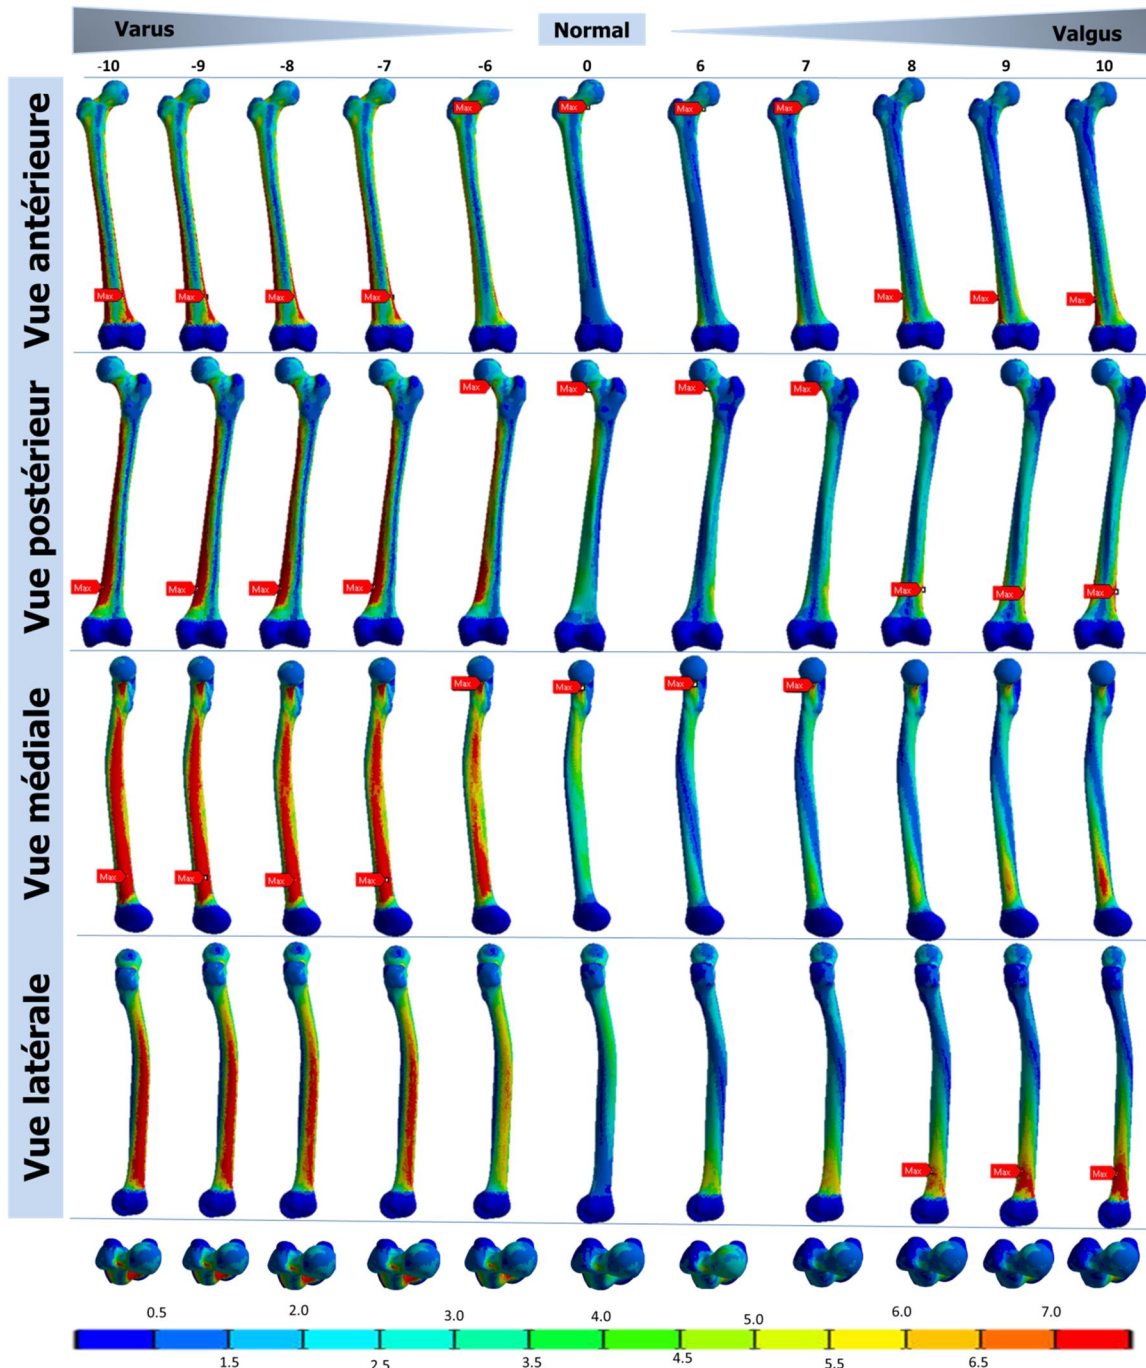 Varus
Normal
Valgus
-10 -9 -8 -7 -6 0 6 7 8 9 10
Vue antérieure
Max Max Max
Max Max Max Max Max Max Max
Max
Vue postérieur
Max Max Max Max
Max Max Max Max Max Max Max
Vue médiale
Max Max Max Max
Max Max Max Max
Vue latérale
Max Max Max
0.5 2.0 3.0 4.0 5.0 6.0 7.0
1.5 2.5 3.5 4.5 5.5 6.5